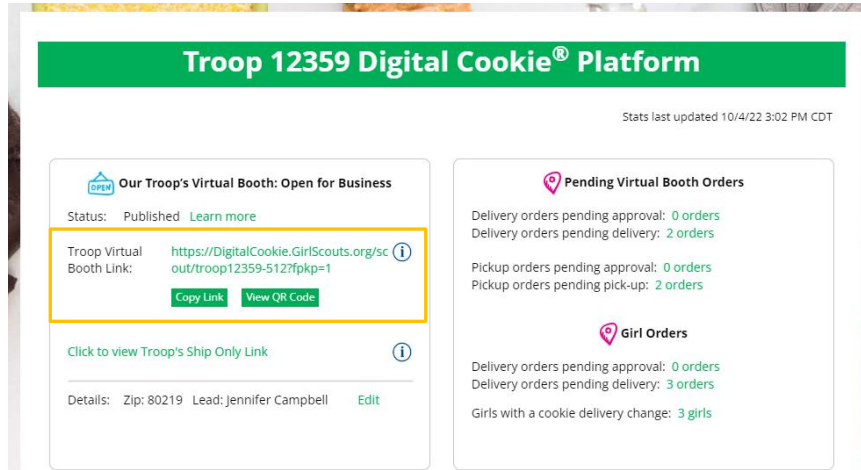 Troop 12359 Digital Cookie® Platform
Stats last updated 10/4/22 3:02 PM CDT
OPEN Our Troop's Virtual Booth: Open for Business
Status: Published Learn more
Troop Virtual Booth Link: https://DigitalCookie.GirlScouts.org/sc i
out/troop12359-512?fpkp=1
Copy Link View QR Code
Click to view Troop's Ship Only Link i
Details: Zip: 80219 Lead: Jennifer Campbell Edit
Pending Virtual Booth Orders
Delivery orders pending approval: 0 orders
Delivery orders pending delivery: 2 orders
Pickup orders pending approval: 0 orders
Pickup orders pending pick-up: 2 orders
Girl Orders
Delivery orders pending approval: 0 orders
Delivery orders pending delivery: 3 orders
Girls with a cookie delivery change: 3 girls